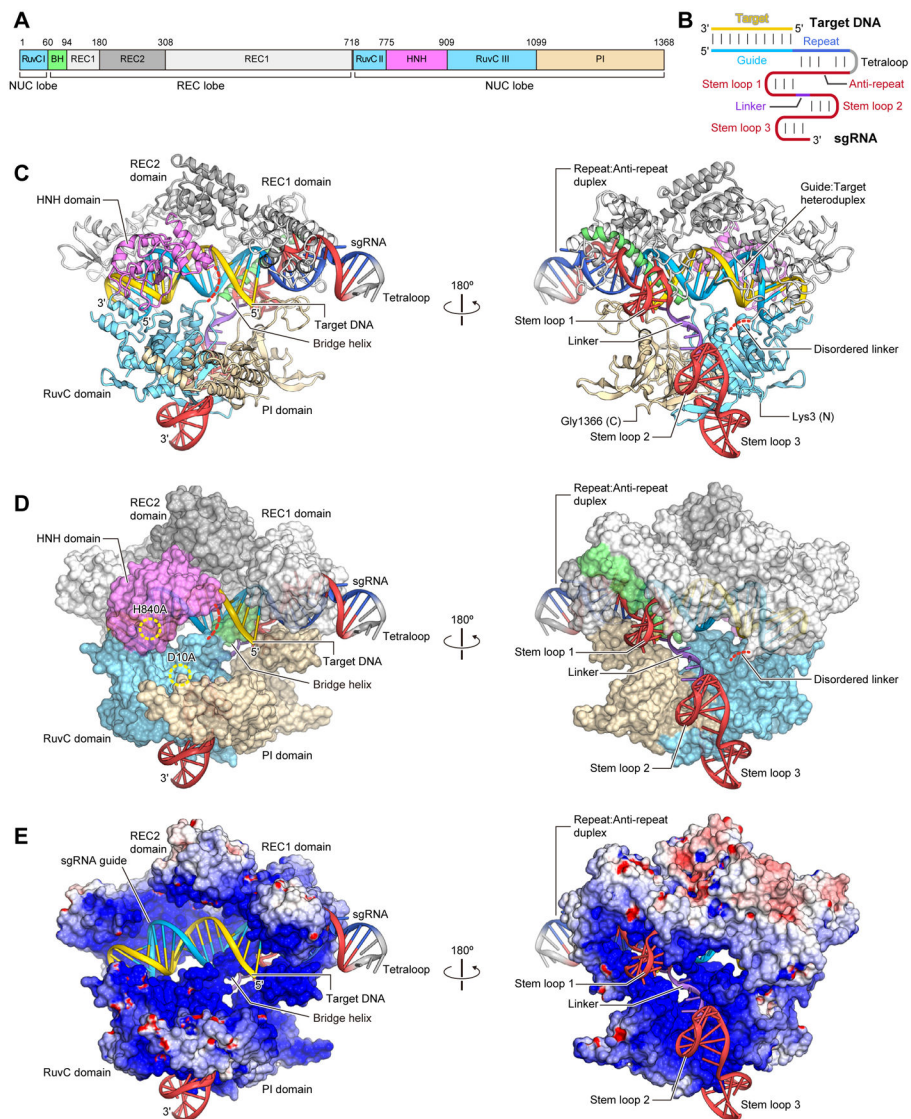 A
1 60 94 180 308 718 775 909 1099 1368
RuvC I BH REC1 REC2 REC1 RuvC II HNH RuvC III PI
NUC lobe REC lobe NUC lobe
B
3' Target 5' Target DNA
5' Repeat
Guide Tetraloop
Stem loop 1 Anti-repeat
Linker Stem loop 2
Stem loop 3 3' sgRNA
C
REC2
domain
REC1 domain
HNH domain
sgRNA
3'
5'
5'
Tetraloop
Target DNA
Bridge helix
RuvC domain
PI domain
3'
180º
Repeat:Anti-repeat
duplex
Guide:Target
heteroduplex
Stem loop 1
Linker
Disordered linker
Gly1366 (C)
Lys3 (N)
Stem loop 2
Stem loop 3
D
REC2
domain
REC1 domain
HNH domain
sgRNA
H840A
Tetraloop
5'
D10A
Target DNA
Bridge helix
RuvC domain
PI domain
3'
180º
Repeat:Anti-repeat
duplex
Stem loop 1
Linker
Disordered linker
Stem loop 2
Stem loop 3
E
REC2
domain
REC1 domain
sgRNA guide
sgRNA
Tetraloop
5'
Target DNA
Bridge helix
RuvC domain
PI domain
3'
180º
Repeat:Anti-repeat
duplex
Stem loop 1
Linker
Stem loop 2
Stem loop 3